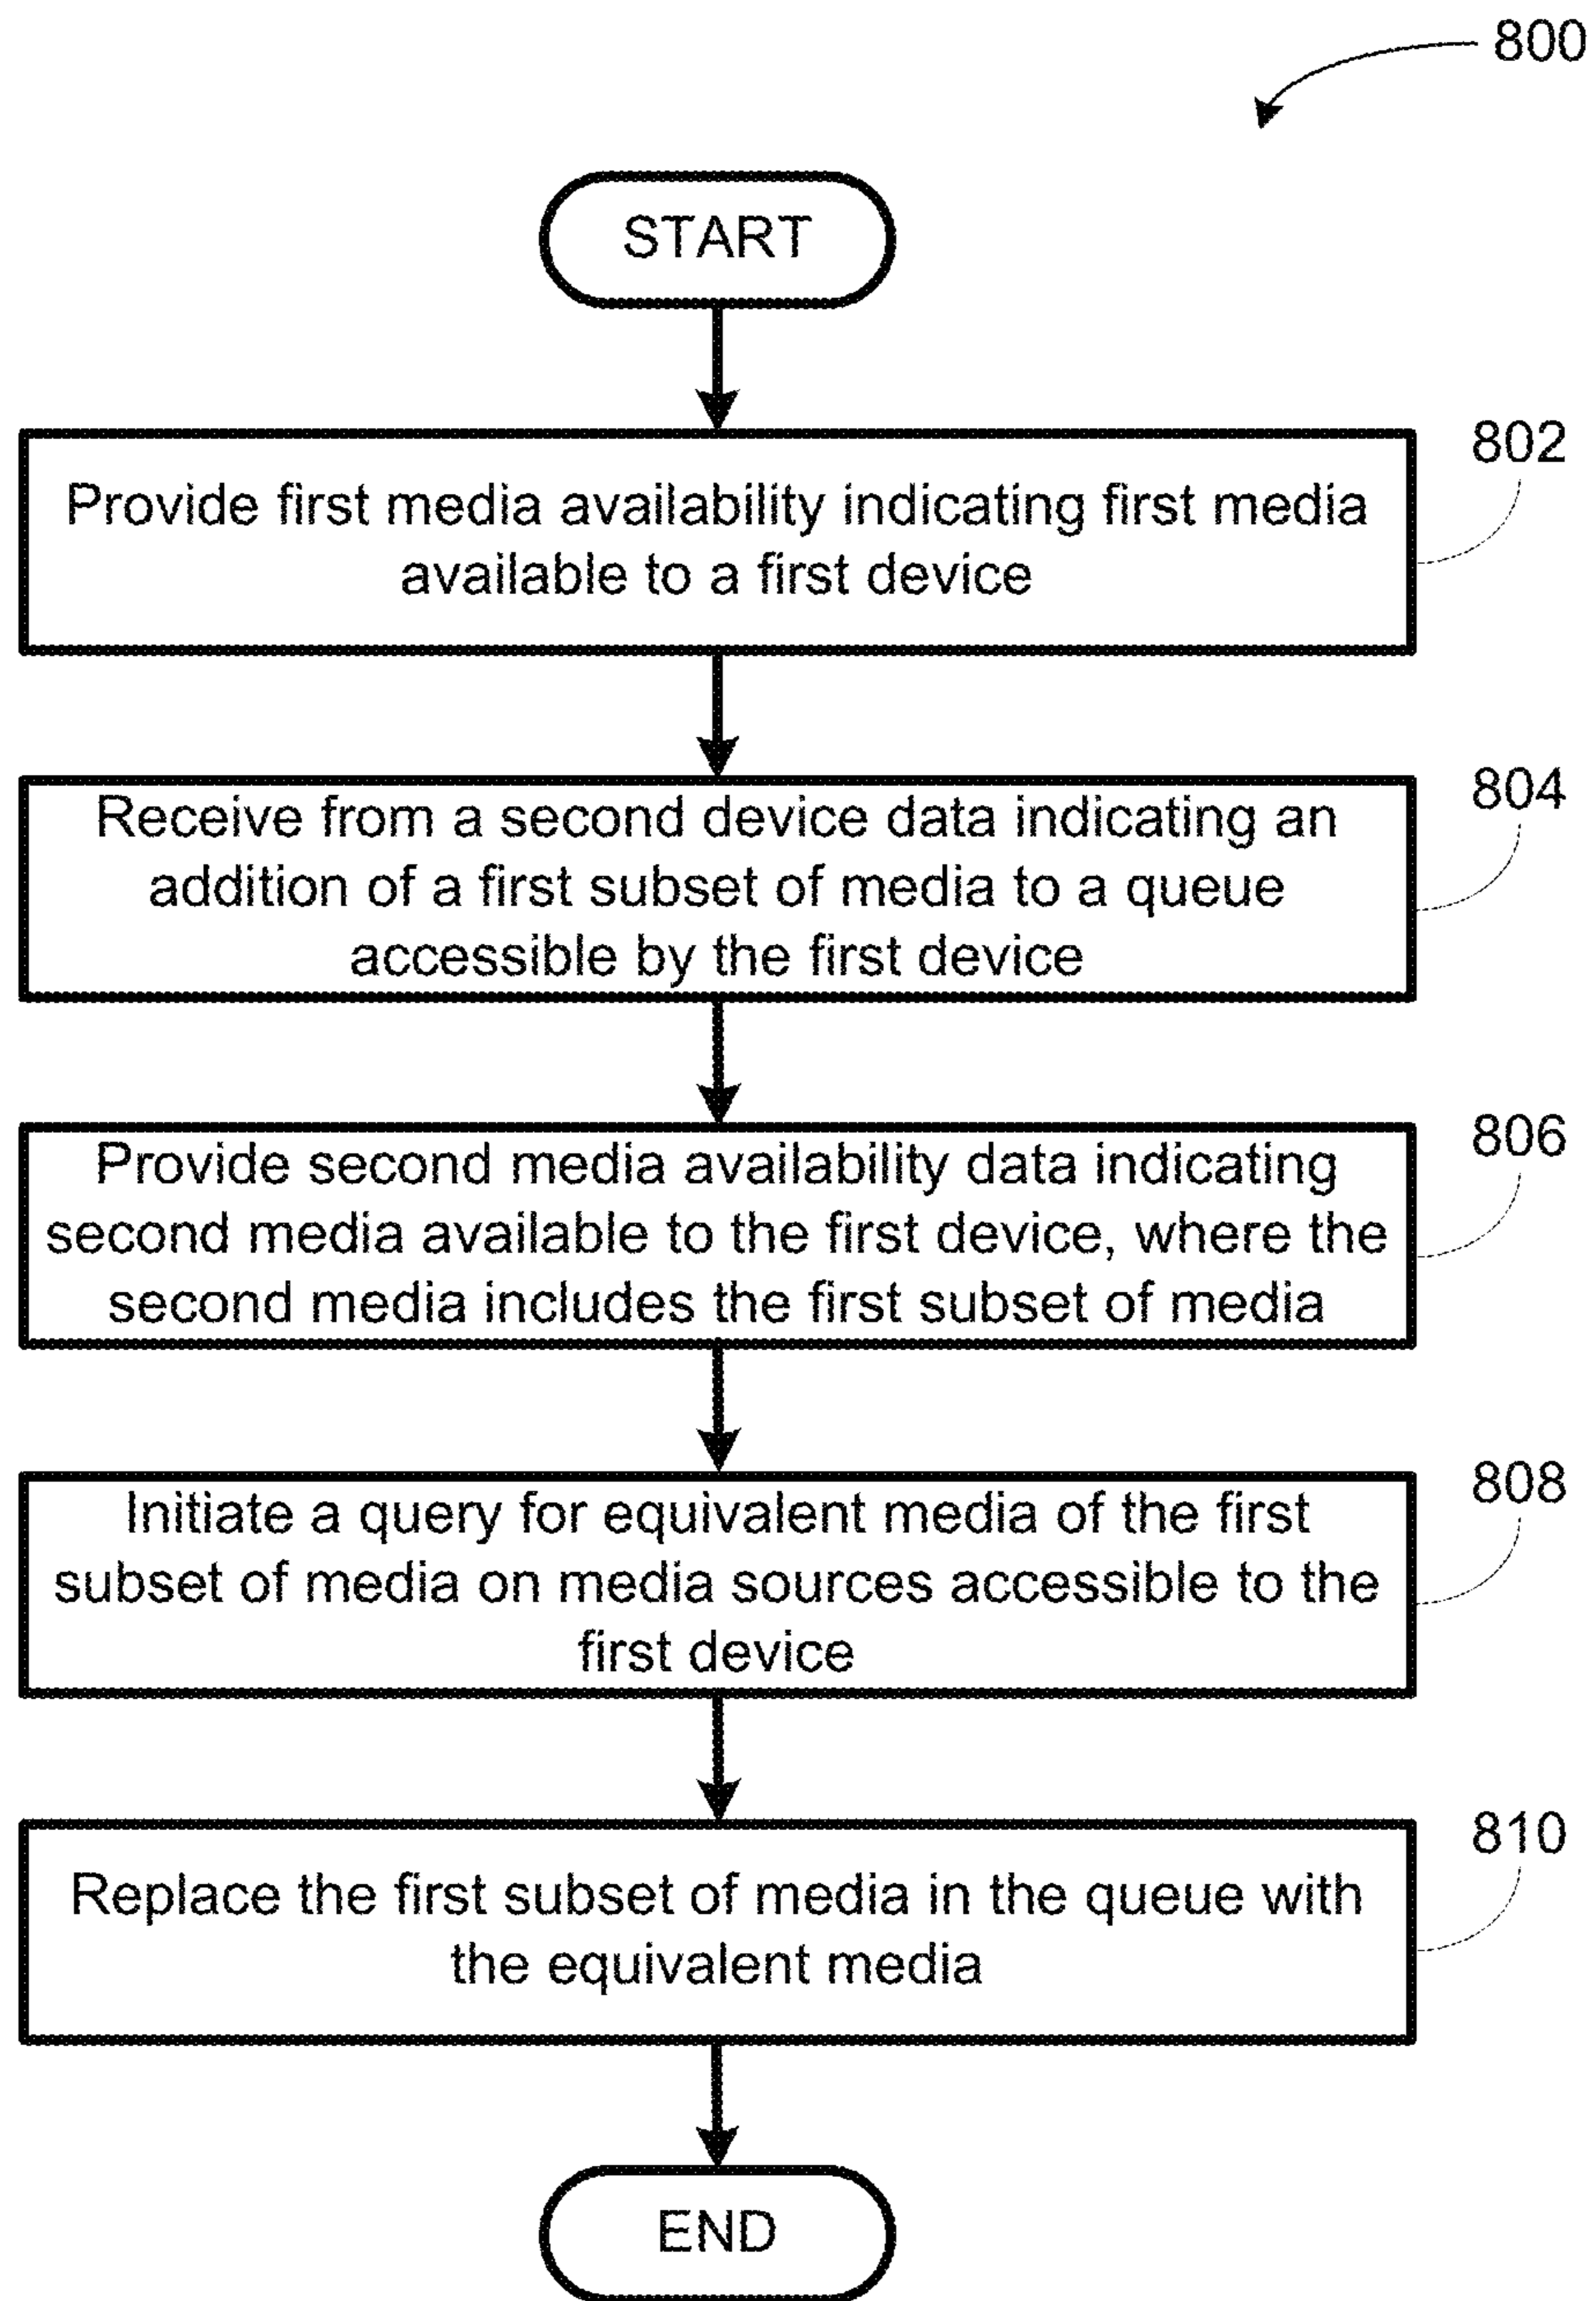 800
START
802
Provide first media availability indicating first media
available to a first device
804
Receive from a second device data indicating an
addition of a first subset of media to a queue
accessible by the first device
806
Provide second media availability data indicating
second media available to the first device, where the
second media includes the first subset of media
808
Initiate a query for equivalent media of the first
subset of media on media sources accessible to the
first device
810
Replace the first subset of media in the queue with
the equivalent media
END